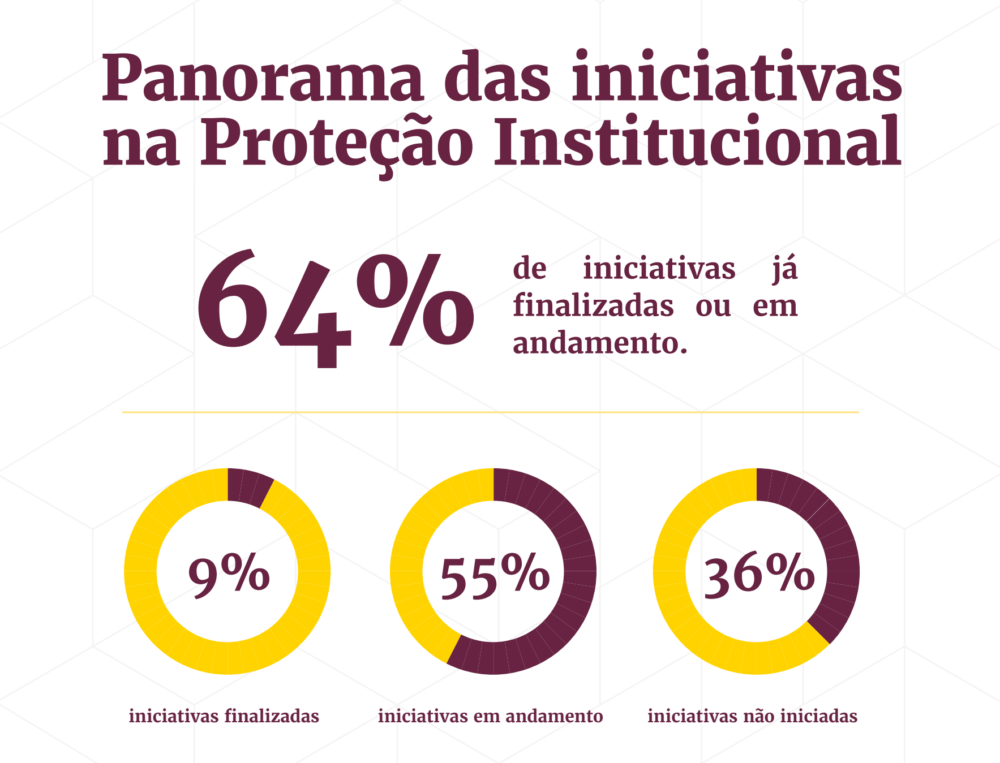 Panorama das iniciativas
na Proteção Institucional
64%
de iniciativas já
finalizadas ou em
andamento.
9%
55%
36%
iniciativas finalizadas
iniciativas em andamento
iniciativas não iniciadas